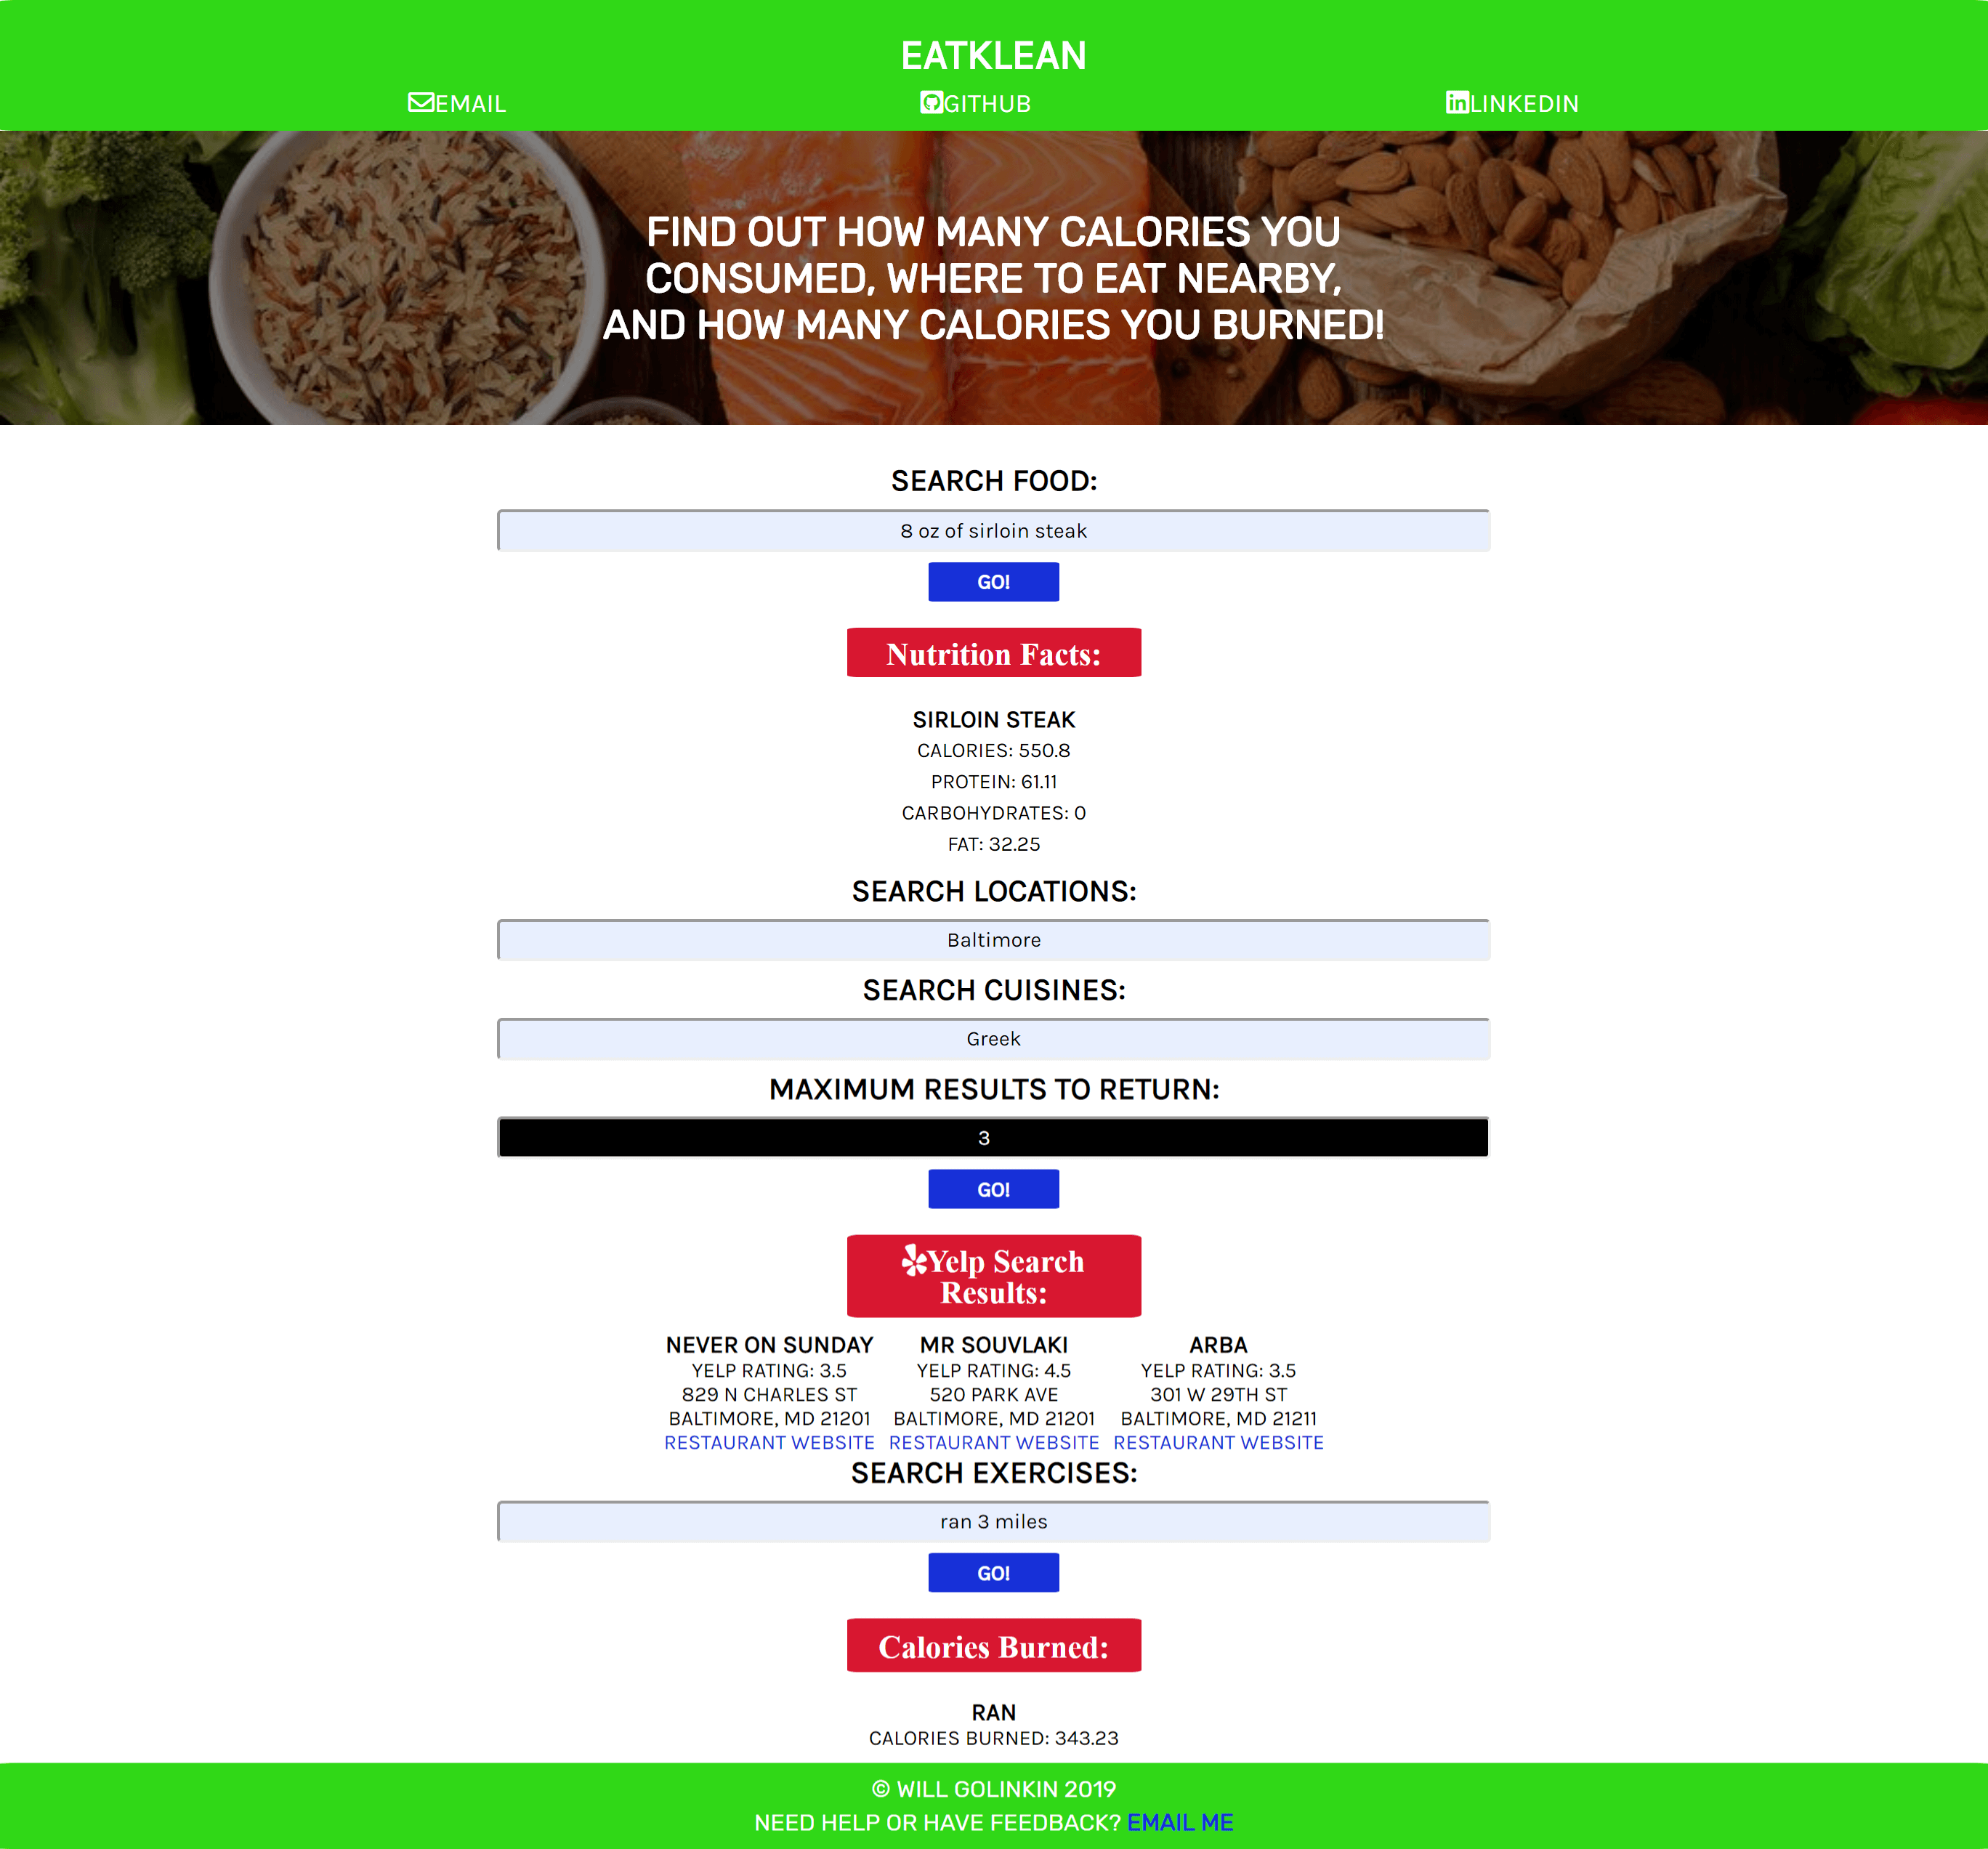 EATKLEAN
EMAIL GITHUB LINKEDIN
FIND OUT HOW MANY CALORIES YOU
CONSUMED, WHERE TO EAT NEARBY,
AND HOW MANY CALORIES YOU BURNED!
SEARCH FOOD:
8 oz of sirloin steak
GO!
Nutrition Facts:
SIRLOIN STEAK
CALORIES: 550.8
PROTEIN: 61.11
CARBOHYDRATES: 0
FAT: 32.25
SEARCH LOCATIONS:
Baltimore
SEARCH CUISINES:
Greek
MAXIMUM RESULTS TO RETURN:
3
GO!
Yelp Search
Results:
NEVER ON SUNDAY
YELP RATING: 3.5
829 N CHARLES ST
BALTIMORE, MD 21201
RESTAURANT WEBSITE
MR SOUVLAKI
YELP RATING: 4.5
520 PARK AVE
BALTIMORE, MD 21201
RESTAURANT WEBSITE
ARBA
YELP RATING: 3.5
301 W 29TH ST
BALTIMORE, MD 21211
RESTAURANT WEBSITE
SEARCH EXERCISES:
ran 3 miles
GO!
Calories Burned:
RAN
CALORIES BURNED: 343.23
© WILL GOLINKIN 2019
NEED HELP OR HAVE FEEDBACK? EMAIL ME